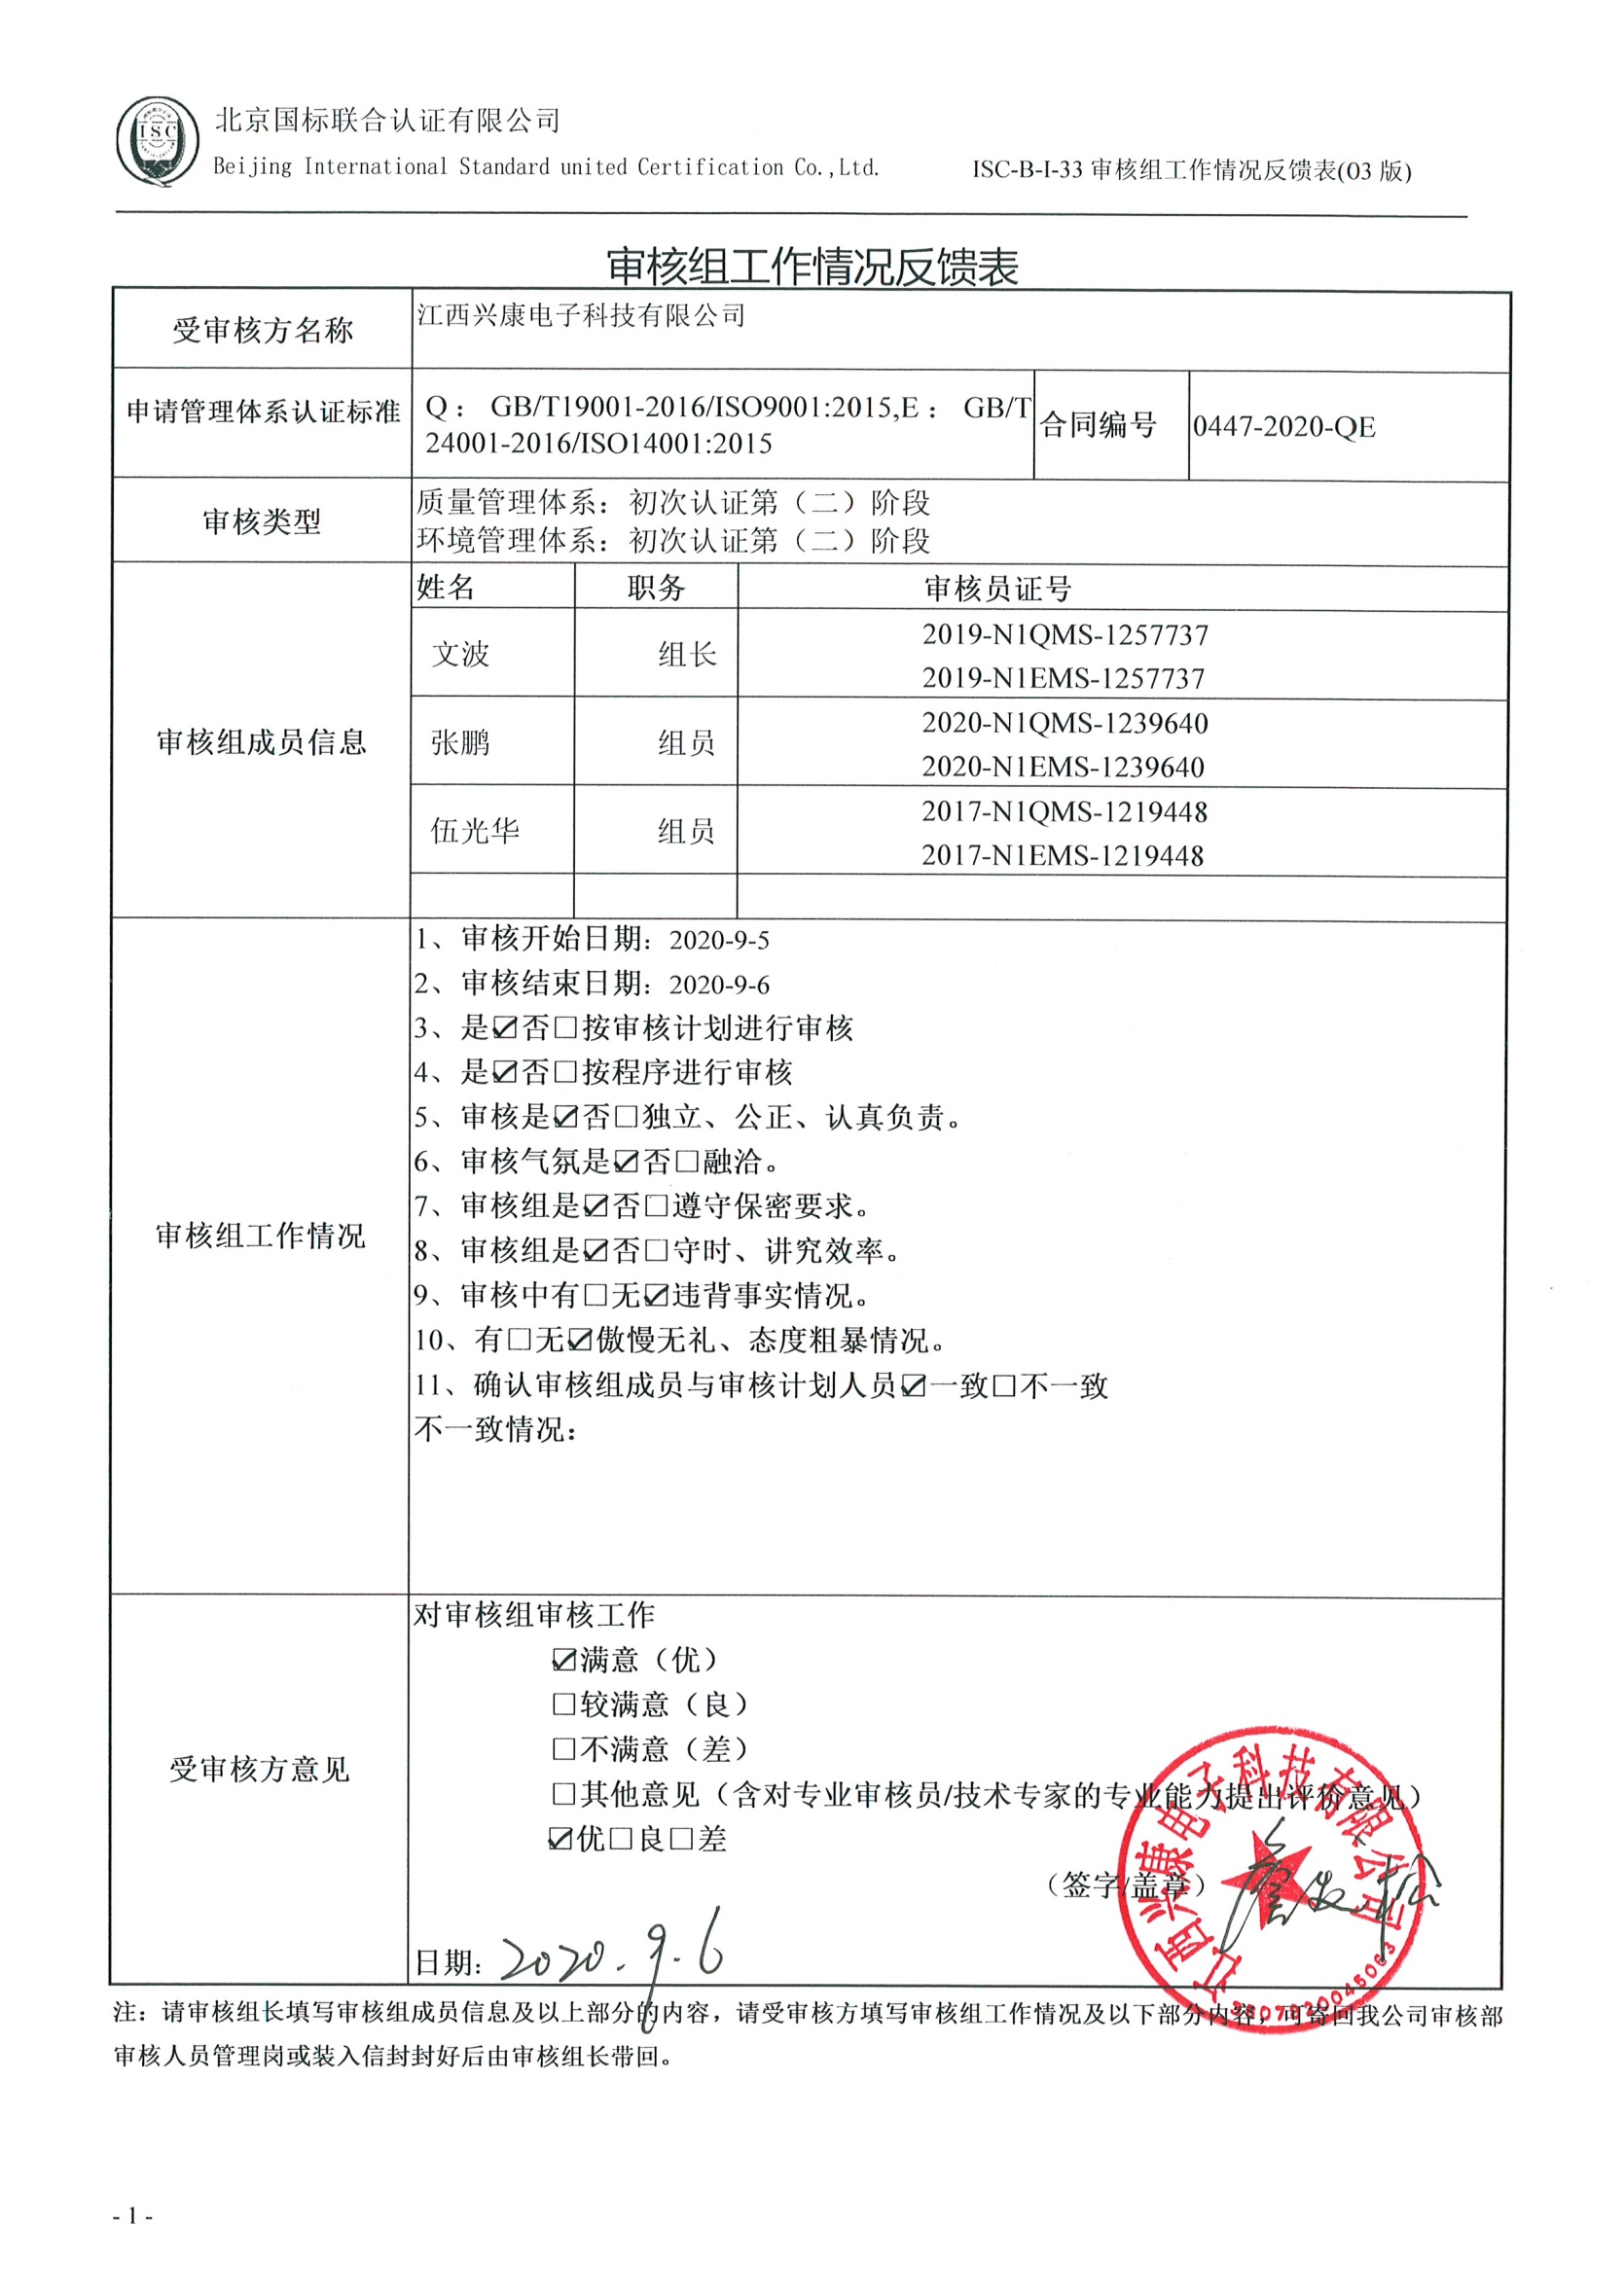 ISC
北京国标联合认证有限公司
Beijing International Standard united Certification Co.,Ltd.
ISC-B-I-33 审核组工作情况反馈表(03 版)
审核组工作情况反馈表
受审核方名称
江西兴康电子科技有限公司
申请管理体系认证标准
Q： GB/T19001-2016/ISO9001:2015,E： GB/T
24001-2016/ISO14001:2015
合同编号
0447-2020-QE
审核类型
质量管理体系：初次认证第（二）阶段
环境管理体系：初次认证第（二）阶段
审核组成员信息
姓名 职务 审核员证号
文波 组长 2019-N1QMS-1257737
2019-N1EMS-1257737
张鹏 组员 2020-N1QMS-1239640
2020-N1EMS-1239640
伍光华 组员 2017-N1QMS-1219448
2017-N1EMS-1219448
审核组工作情况
1、审核开始日期：2020-9-5
2、审核结束日期：2020-9-6
3、是☑否□按审核计划进行审核
4、是☑否□按程序进行审核
5、审核是☑否□独立、公正、认真负责。
6、审核气氛是☑否□融洽。
7、审核组是☑否□遵守保密要求。
8、审核组是☑否□守时、讲究效率。
9、审核中有□无☑违背事实情况。
10、有□无☑傲慢无礼、态度粗暴情况。
11、确认审核组成员与审核计划人员☑一致□不一致
不一致情况：
受审核方意见
对审核组审核工作
☑满意（优）
□较满意（良）
□不满意（差）
□其他意见（含对专业审核员/技术专家的专业能力提出评价意见）
☑优□良□差
（签字/盖章）
江西兴康电子科技有限公司
日期：2020.9.6
注：请审核组长填写审核组成员信息及以上部分的内容，请受审核方填写审核组工作情况及以下部分内容，可寄回我公司审核部
审核人员管理岗或装入信封封好后由审核组长带回。
- 1 -